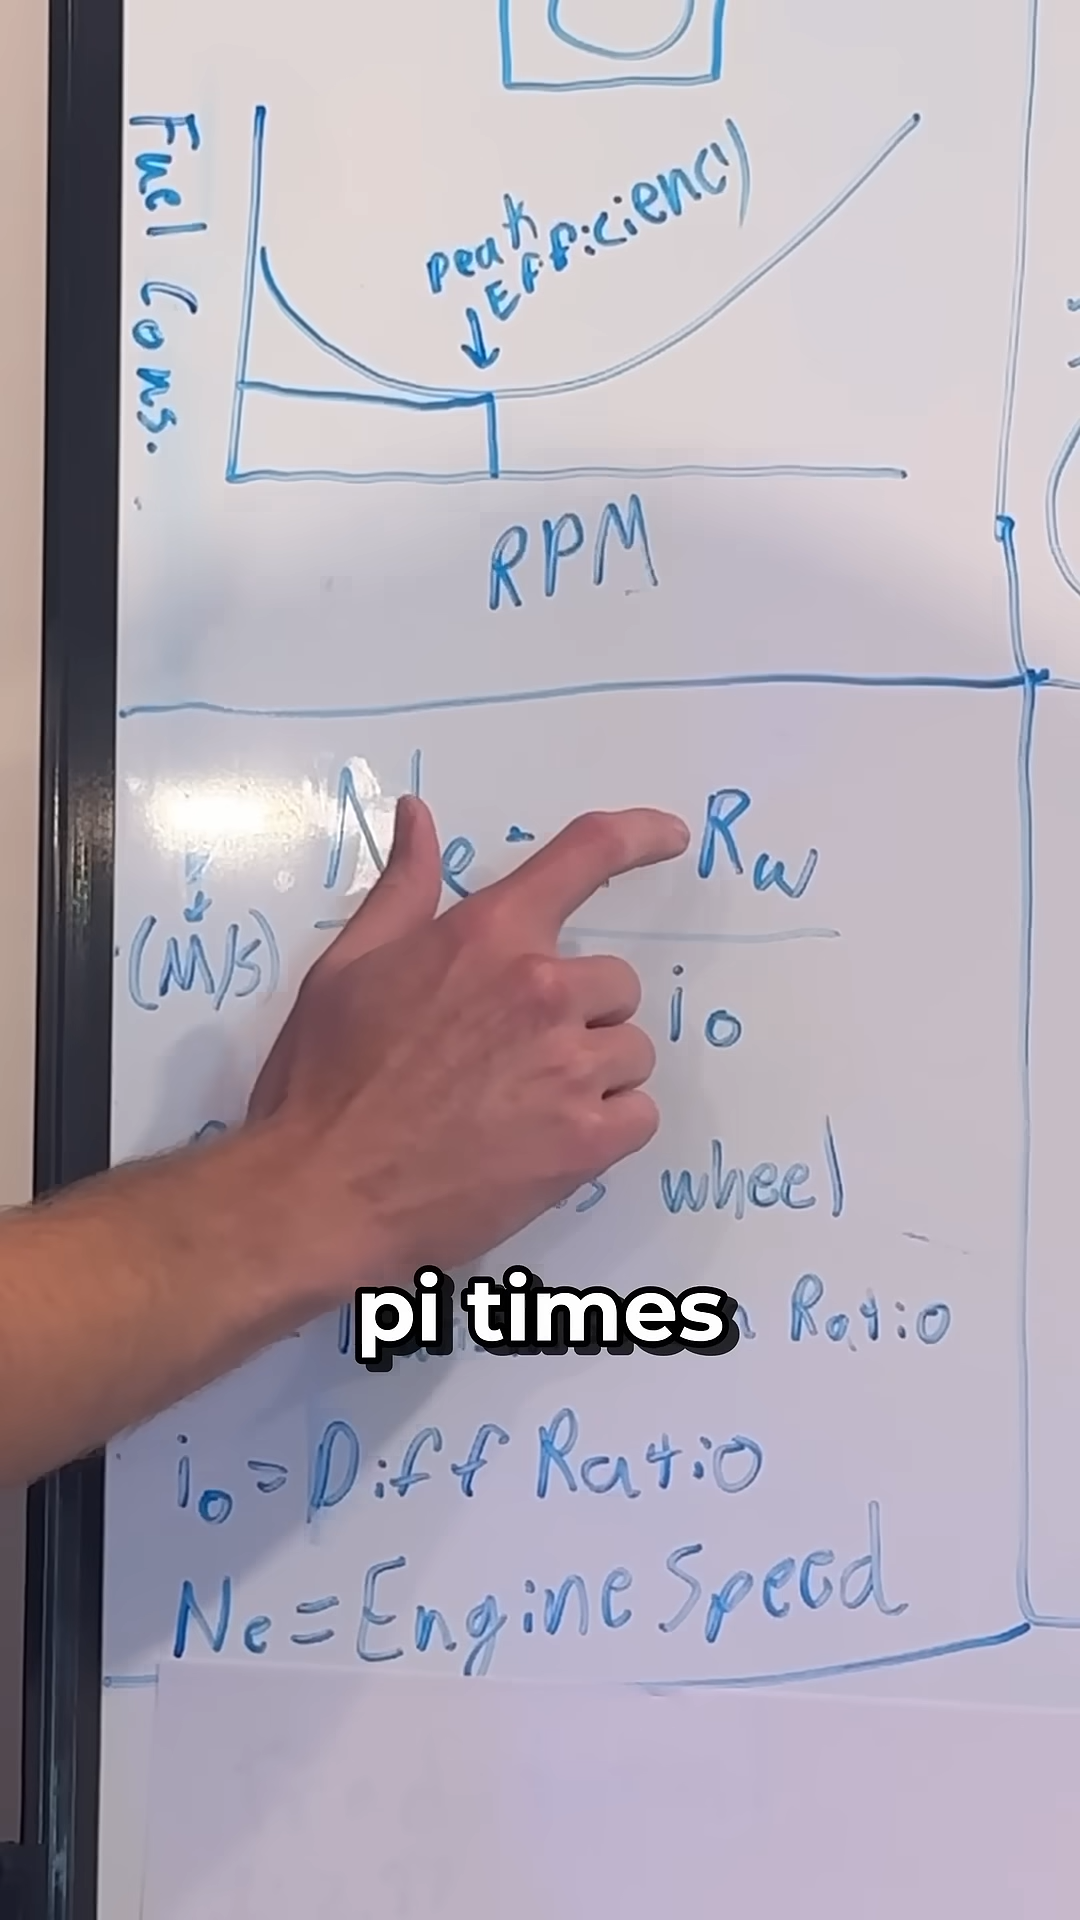 Fuel Cons.
peak
Efficiency
RPM
Ne
Rw
(M/s)
io
wheel
pi times
Ratio
io = Diff Ratio
Ne = Engine Speed